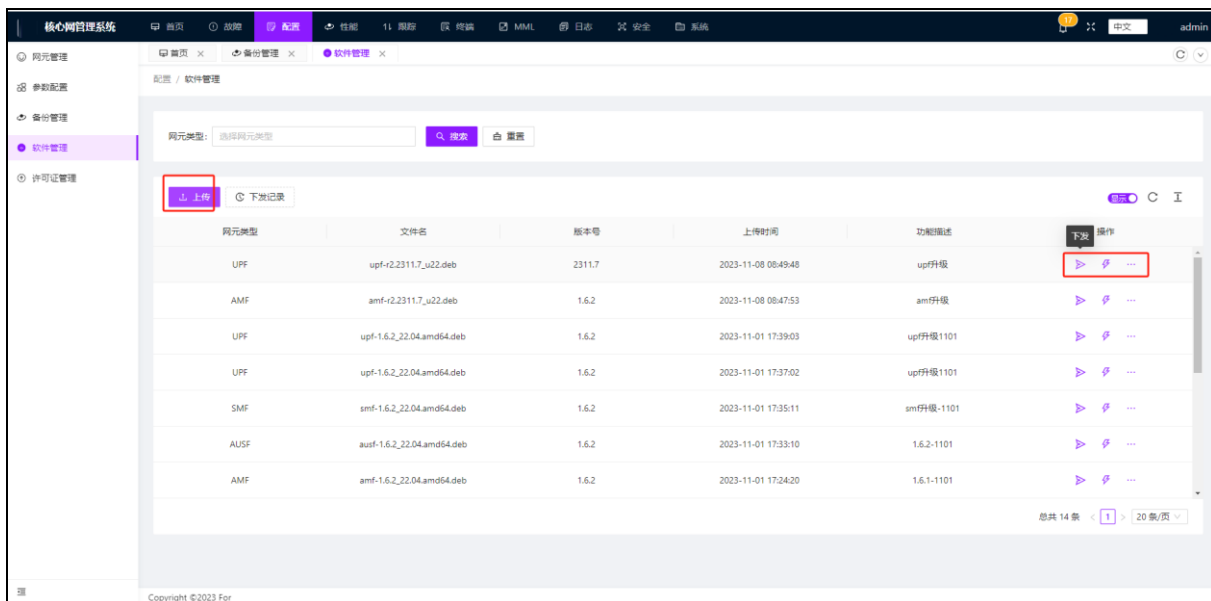 核心网管理系统 首页 故障 配置 性能 跟踪 终端 MML 日志 安全 系统 17 中文 admin
网元管理 首页 备份管理 软件管理
参数配置 配置 / 软件管理
备份管理
软件管理 网元类型: 选择网元类型 搜索 重置
许可证管理
上传 下发记录 显示
网元类型 文件名 版本号 上传时间 功能描述 操作
下发
UPF upf-r2.2311.7_u22.deb 2311.7 2023-11-08 08:49:48 upf升级
AMF amf-r2.2311.7_u22.deb 1.6.2 2023-11-08 08:47:53 amf升级
UPF upf-1.6.2_22.04.amd64.deb 1.6.2 2023-11-01 17:39:03 upf升级1101
UPF upf-1.6.2_22.04.amd64.deb 1.6.2 2023-11-01 17:37:02 upf升级1101
SMF smf-1.6.2_22.04.amd64.deb 1.6.2 2023-11-01 17:35:11 smf升级-1101
AUSF ausf-1.6.2_22.04.amd64.deb 1.6.2 2023-11-01 17:33:10 1.6.2-1101
AMF amf-1.6.2_22.04.amd64.deb 1.6.2 2023-11-01 17:24:20 1.6.1-1101
总共 14 条 < 1 > 20 条/页
Copyright ©2023 For